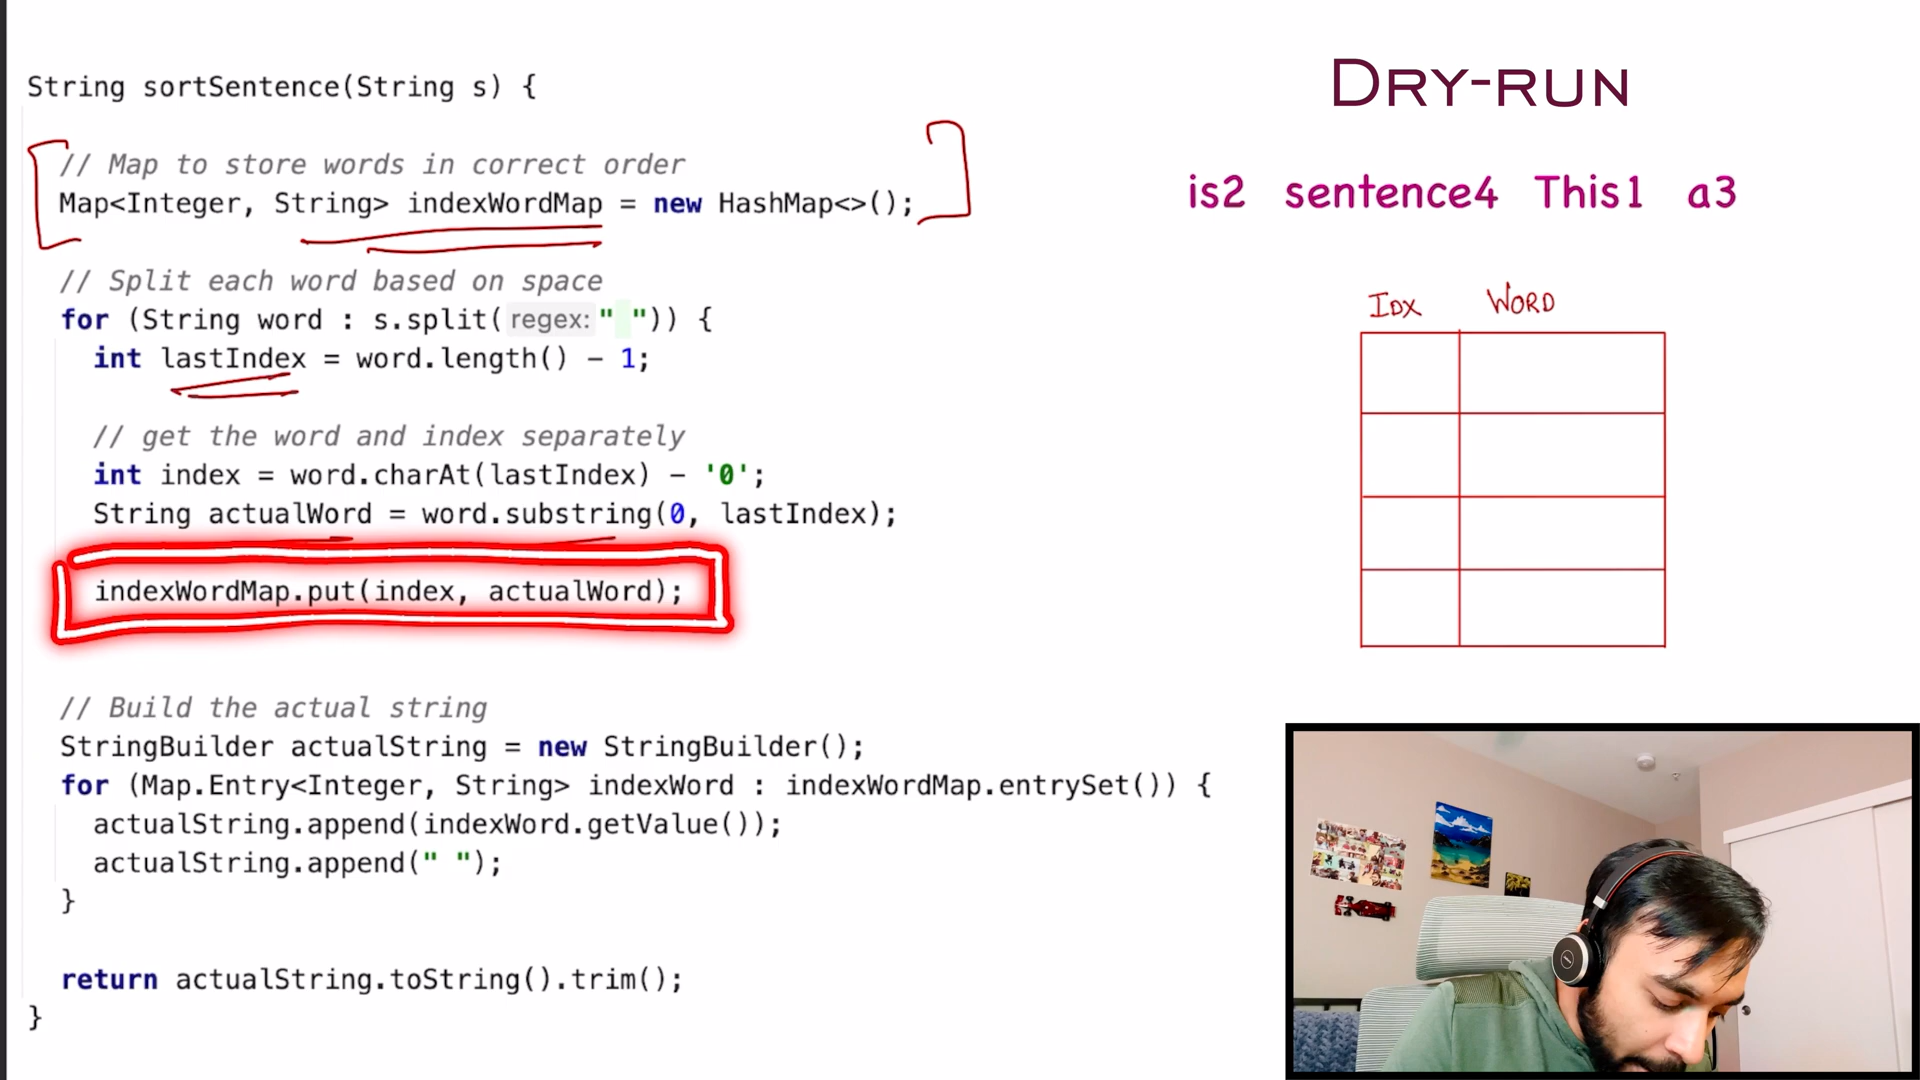 String sortSentence(String s) {
// Map to store words in correct order
Map<Integer, String> indexWordMap = new HashMap<>();
// Split each word based on space
for (String word : s.split( regex: " ")) {
int lastIndex = word.length() - 1;
// get the word and index separately
int index = word.charAt(lastIndex) - '0';
String actualWord = word.substring(0, lastIndex);
indexWordMap.put(index, actualWord);
// Build the actual string
StringBuilder actualString = new StringBuilder();
for (Map.Entry<Integer, String> indexWord : indexWordMap.entrySet()) {
actualString.append(indexWord.getValue());
actualString.append(" ");
}
return actualString.toString().trim();
}
DRY-RUN
is2 sentence4 This1 a3
IDX WORD